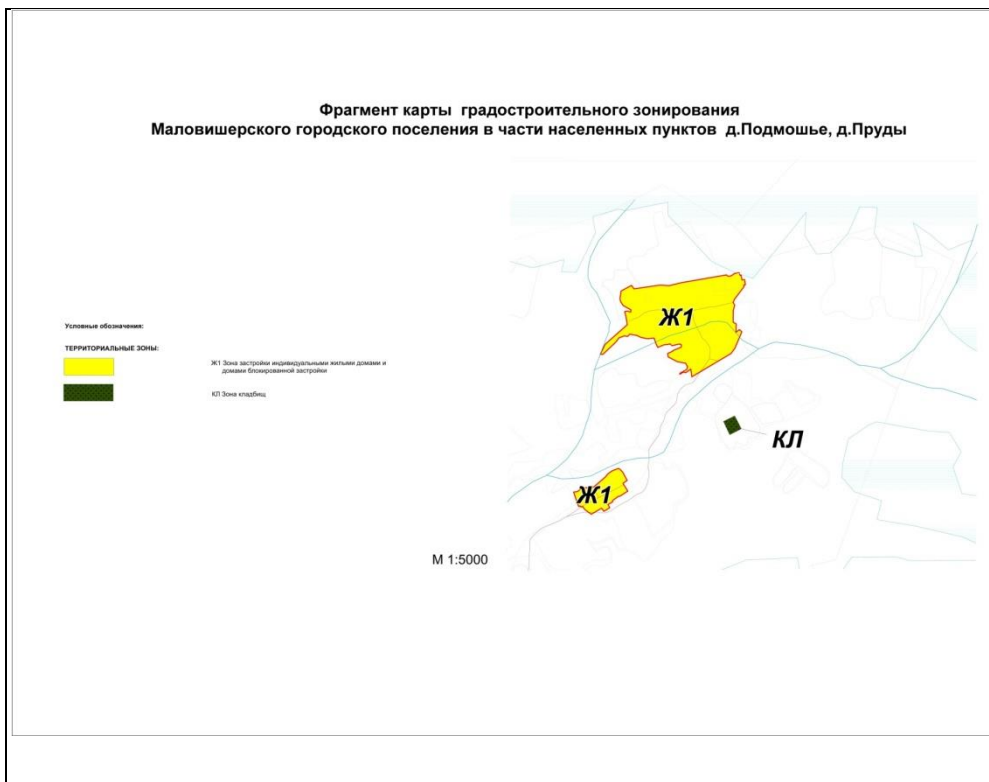 Фрагмент карты градостроительного зонирования
Маловишерского городского поселения в части населенных пунктов д.Подмошье, д.Пруды
Условные обозначения:
ТЕРРИТОРИАЛЬНЫЕ ЗОНЫ:
Ж1 Зона застройки индивидуальными жилыми домами и
домами блокированной застройки
КЛ Зона кладбищ
Ж1
КЛ
Ж1
М 1:5000